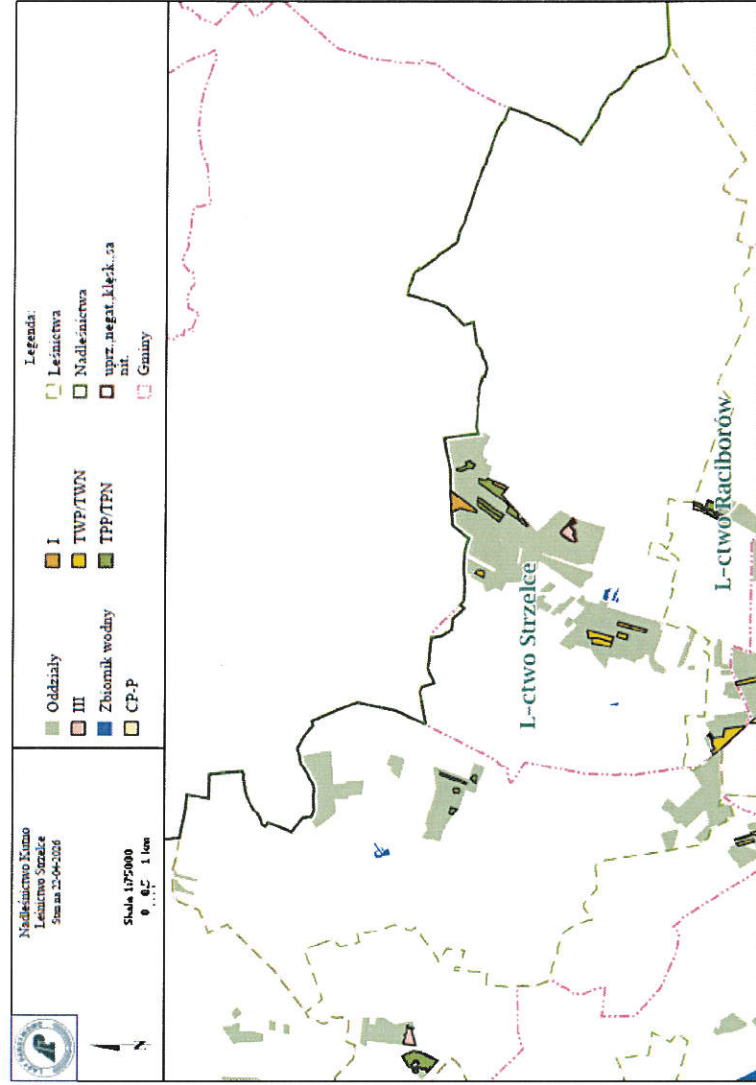 Nadleśnictwo Kutno
Leśnictwo Strzelce
Stan na 22-04-2026
Skala 1:75000
0 0.5 1 km
N
Legenda:
Oddziały
III
Zbiornik wodny
CP-P
I
TWP/TWN
TPP/TPN
Leśnictwa
Nadleśnictwa
uprz.,negat.,klęsk.,sa
nit.
Gminy
L-ctwo Strzelce
L-ctwo Raciborów